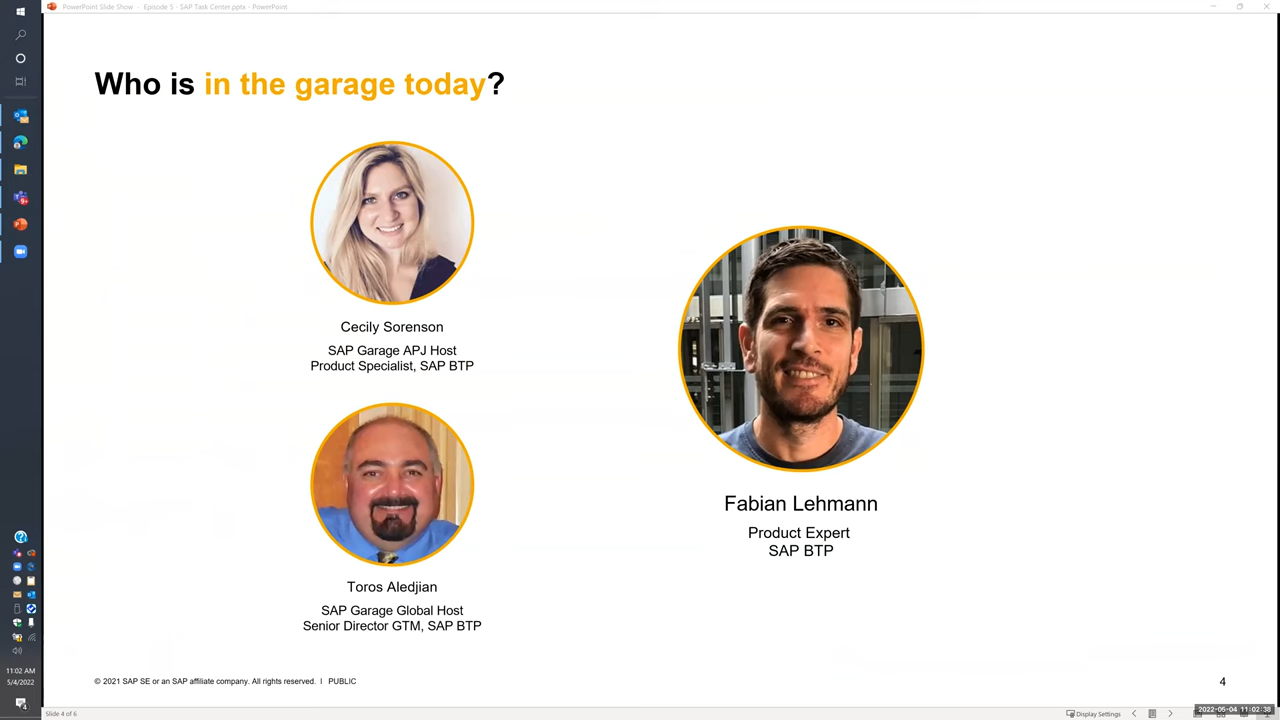 PowerPoint Slide Show - Episode 5 - SAP Task Center.pptx - PowerPoint
Who is in the garage today?
Cecily Sorenson
SAP Garage APJ Host
Product Specialist, SAP BTP
Toros Aledjian
SAP Garage Global Host
Senior Director GTM, SAP BTP
Fabian Lehmann
Product Expert
SAP BTP
© 2021 SAP SE or an SAP affiliate company. All rights reserved. | PUBLIC
4
11:02 AM
5/4/2022
Slide 4 of 6
Display Settings
2022-05-04 11:02:38